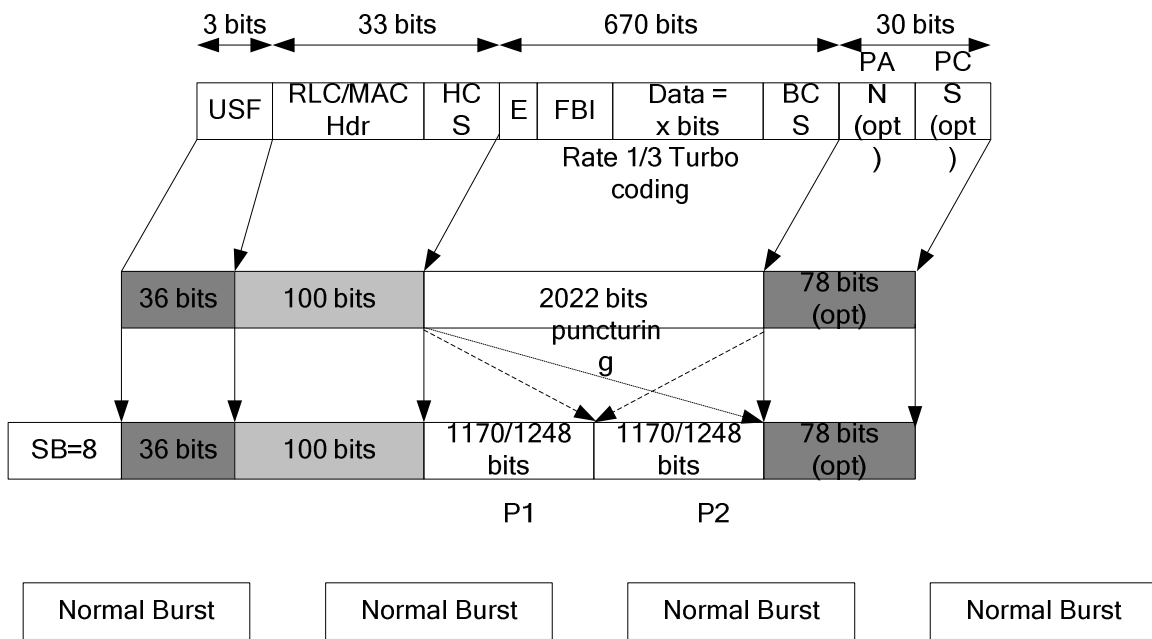 3 bits 33 bits 670 bits 30 bits
USF
RLC/MAC
Hdr
HC
S
E
FBI
Data =
x bits
BC
S
PA
N
(opt
)
PC
S
(opt
)
Rate 1/3 Turbo
coding
36 bits
100 bits
2022 bits
78 bits
(opt)
puncturin
g
SB=8
36 bits
100 bits
1170/1248
bits
1170/1248
bits
78 bits
(opt)
P1 P2
Normal Burst Normal Burst Normal Burst Normal Burst